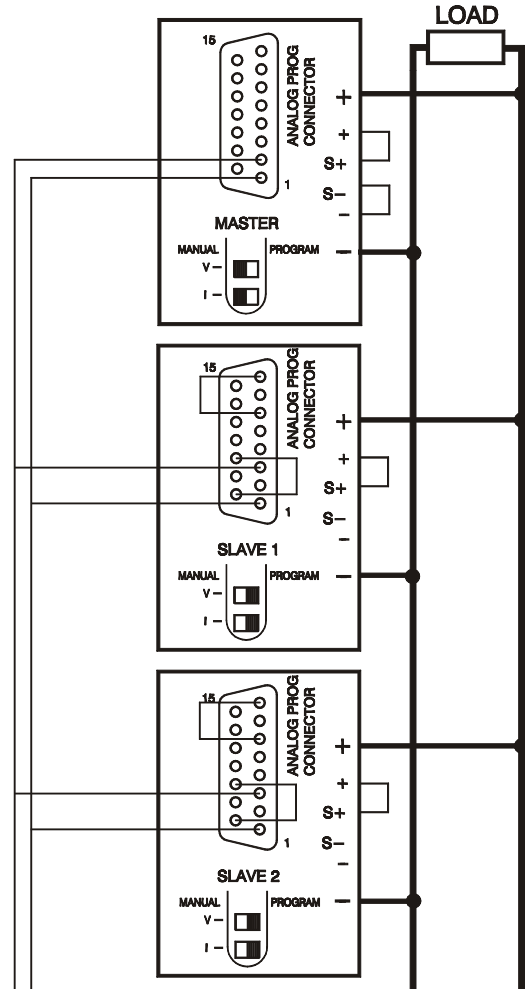 LOAD
15
ANALOG PROG
CONNECTOR
+
+
S+
S−
−
1
MASTER
MANUAL
PROGRAM
−
V −
I −
15
ANALOG PROG
CONNECTOR
+
+
S+
S−
−
1
SLAVE 1
MANUAL
PROGRAM
−
V −
I −
15
ANALOG PROG
CONNECTOR
+
+
S+
S−
−
1
SLAVE 2
MANUAL
PROGRAM
−
V −
I −